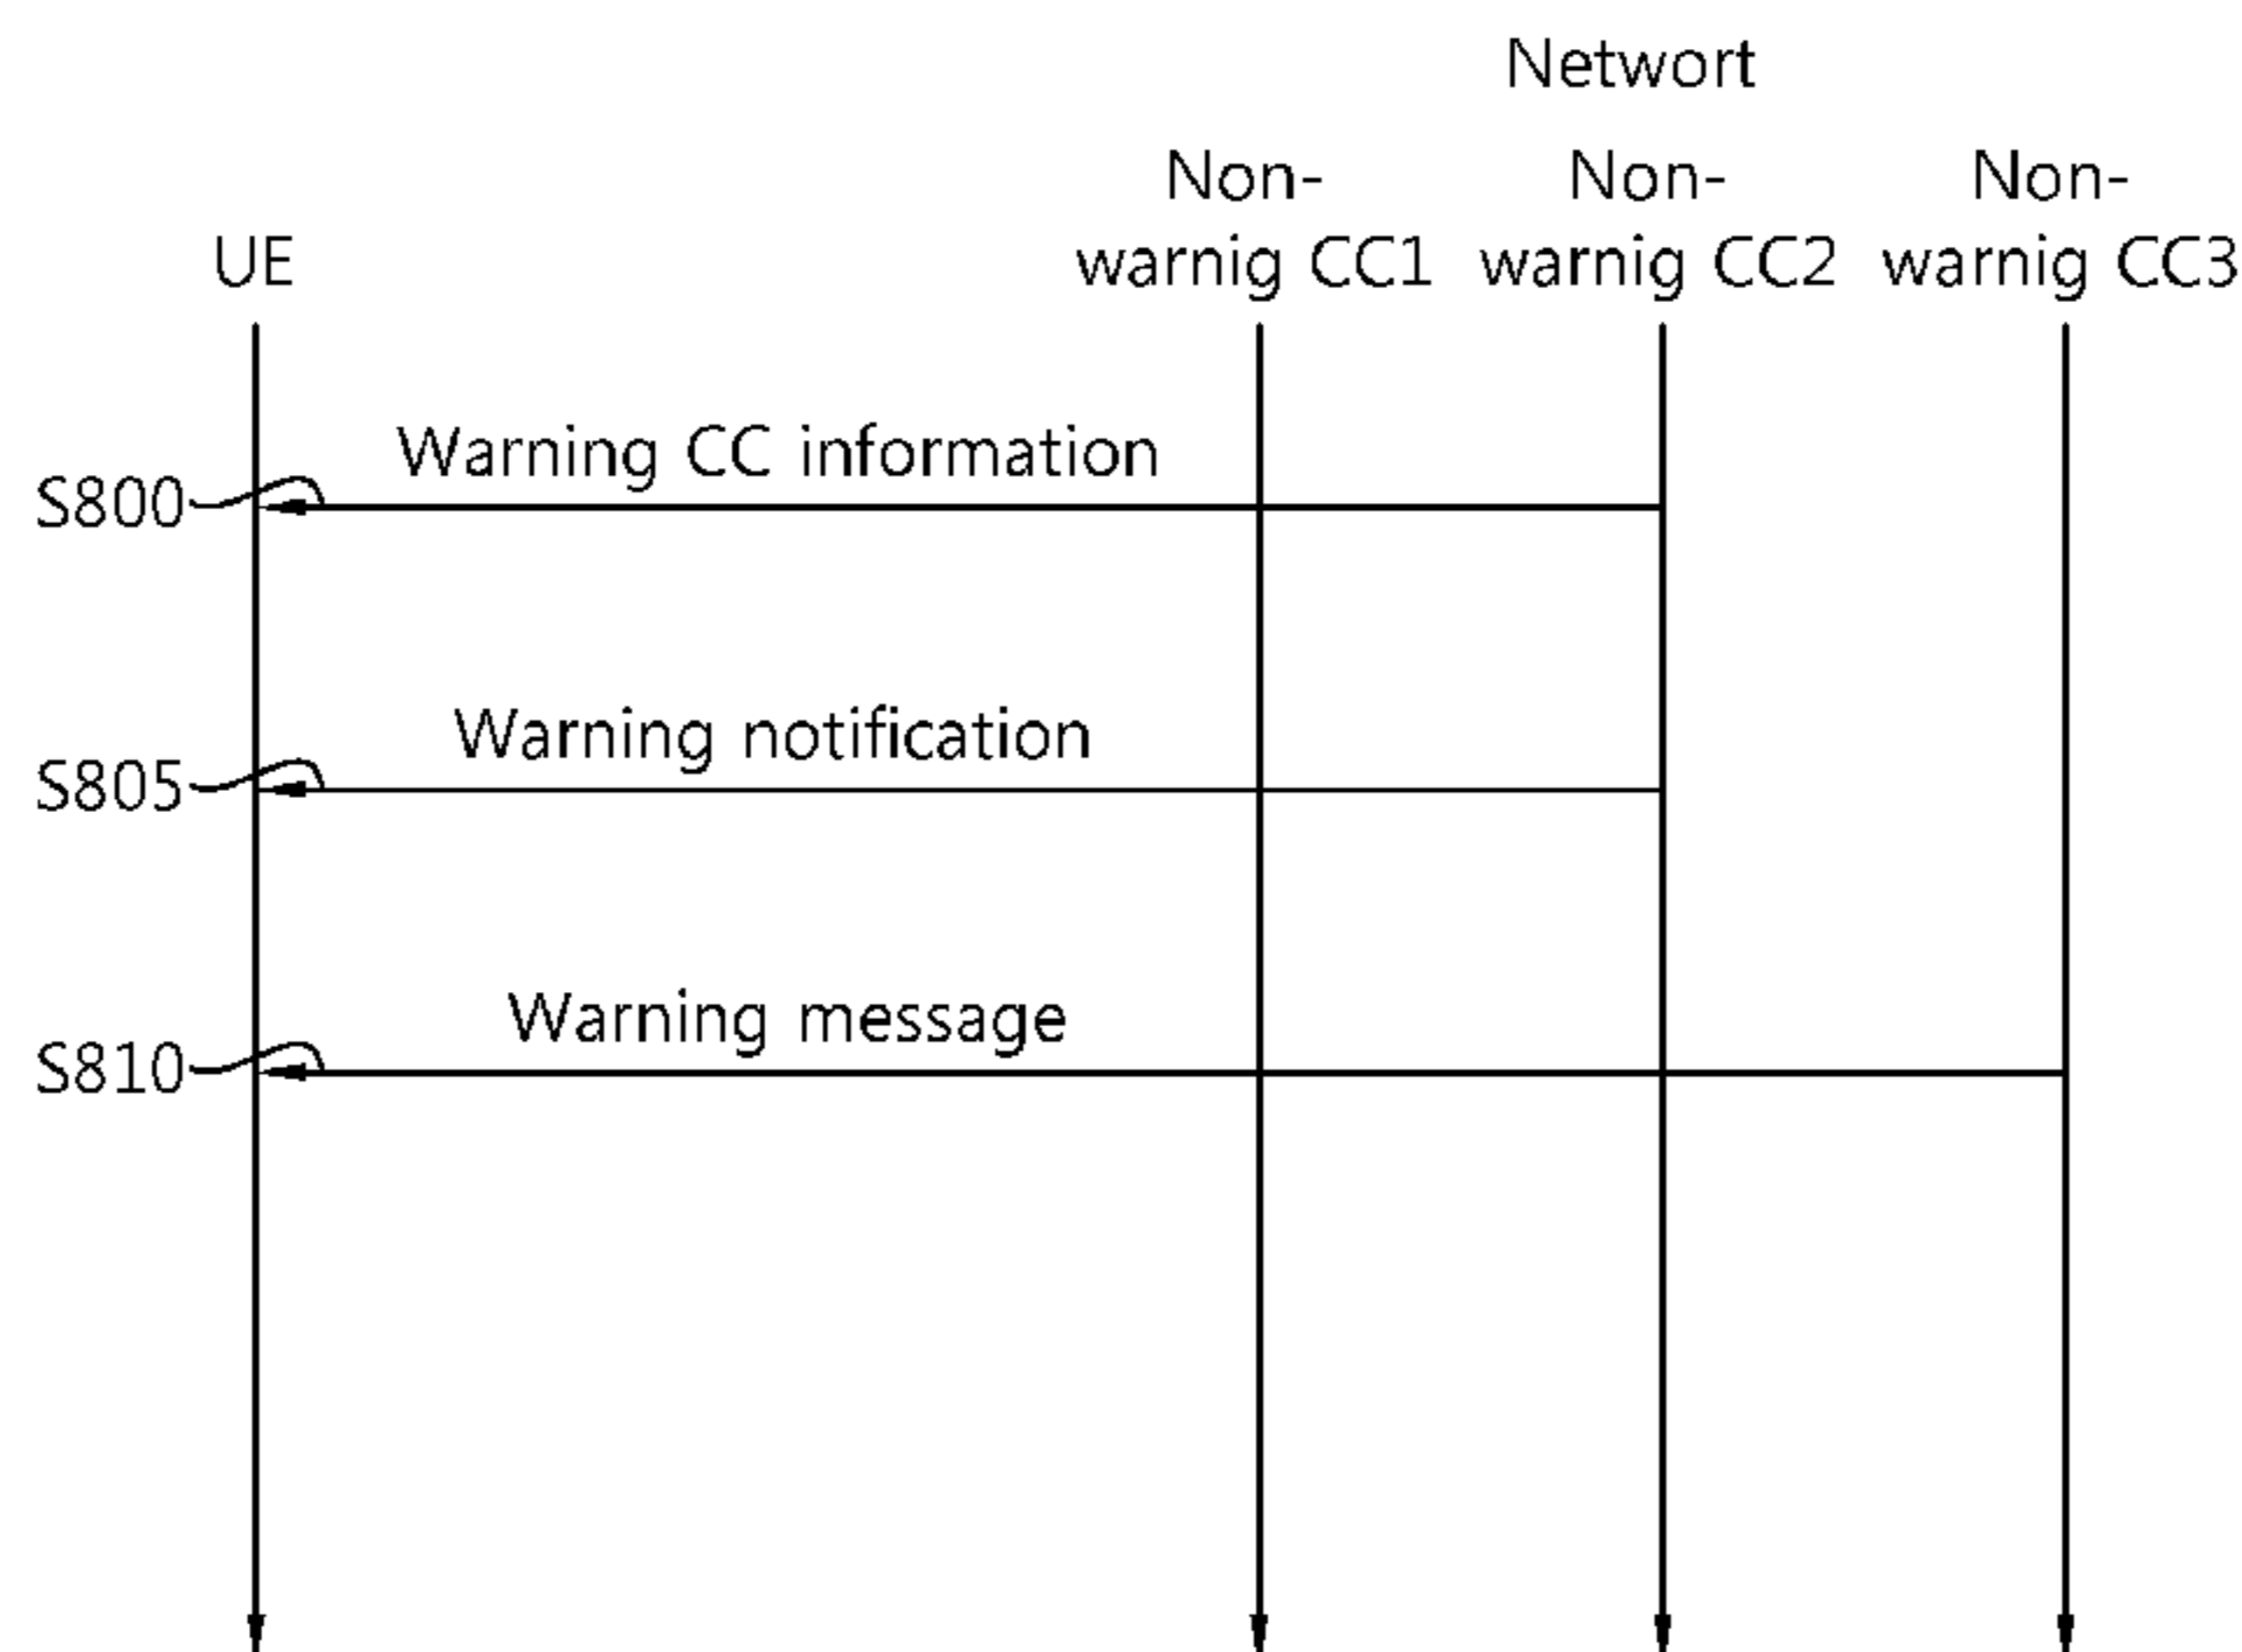 Networt
Non-
warnig CC1
Non-
warnig CC2
Non-
warnig CC3
UE
Warning CC information
S800
Warning notification
S805
Warning message
S810